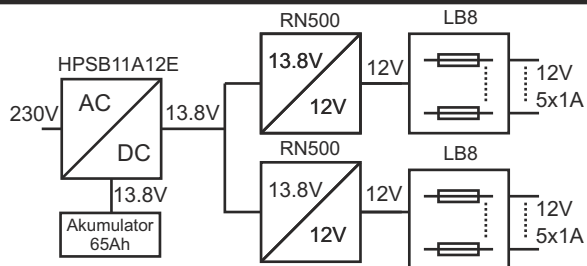 RN500
LB8
HPSB11A12E
13.8V
12V
12V
12V
5x1A
230V
AC
DC
13.8V
RN500
LB8
13.8V
Akumulator
65Ah
13.8V
12V
12V
12V
5x1A